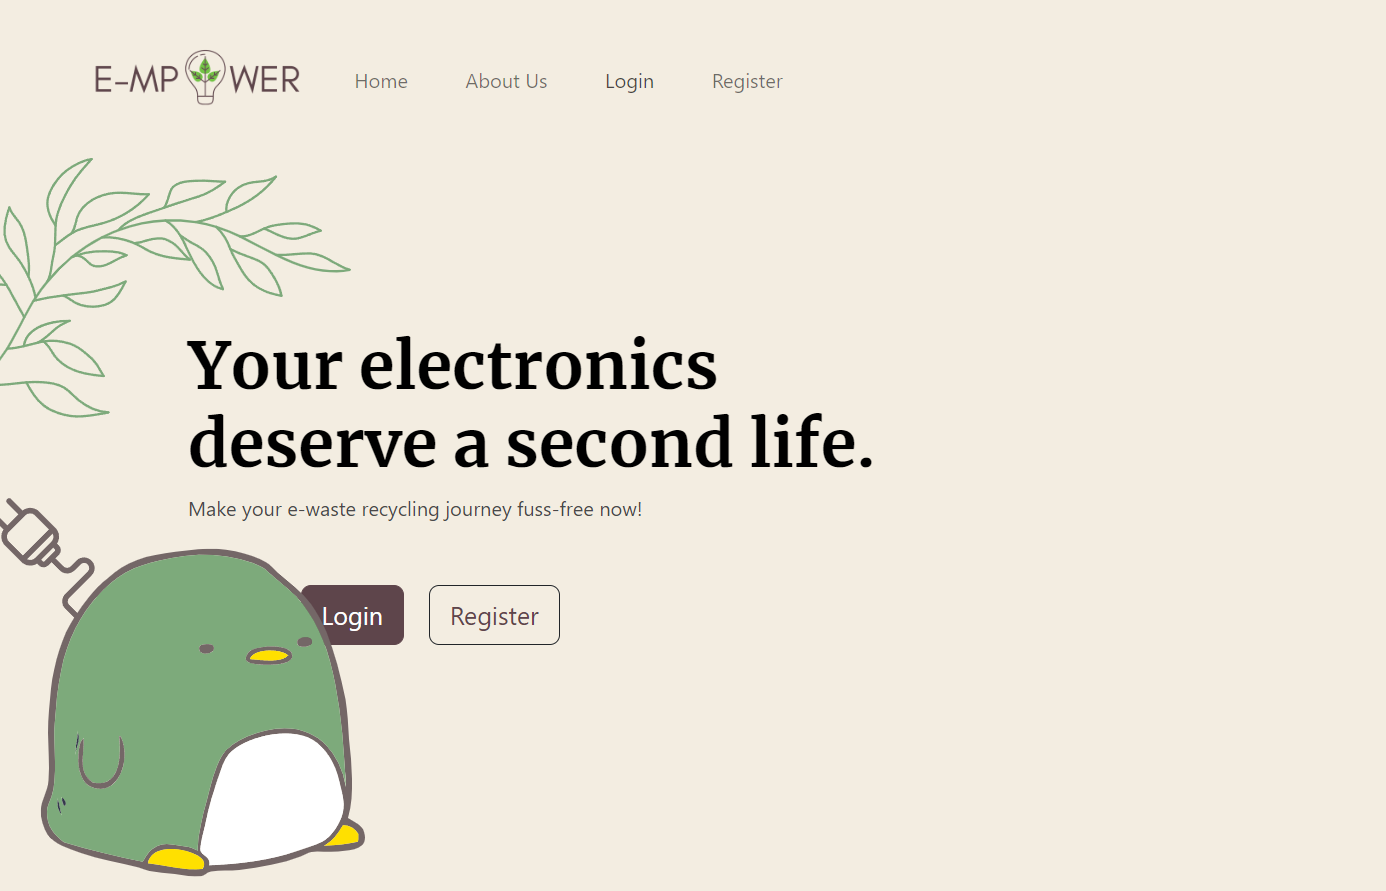 E-MPOWER
Home About Us Login Register
Your electronics
deserve a second life.
Make your e-waste recycling journey fuss-free now!
Login Register